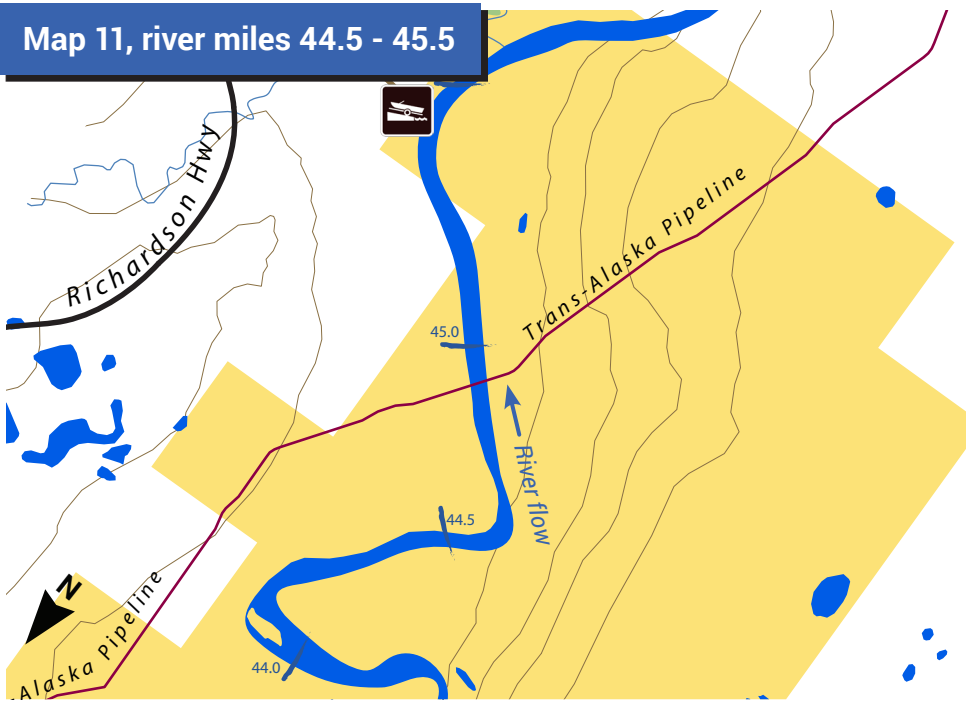 Map 11, river miles 44.5 - 45.5
Richardson Hwy
Trans-Alaska Pipeline
45.0
River flow
44.5
N
-Alaska Pipeline
44.0